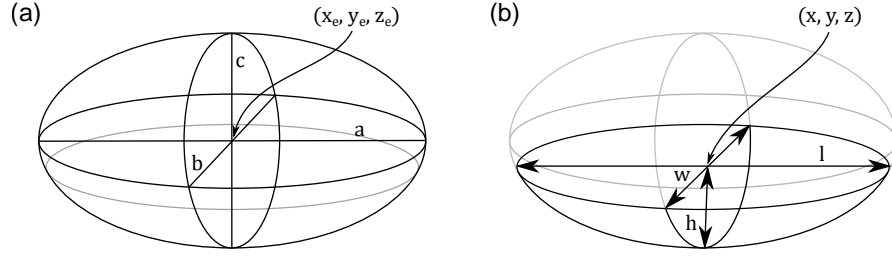 (a)
(xₑ, yₑ, zₑ)
c
a
b
(b)
(x, y, z)
l
w
h